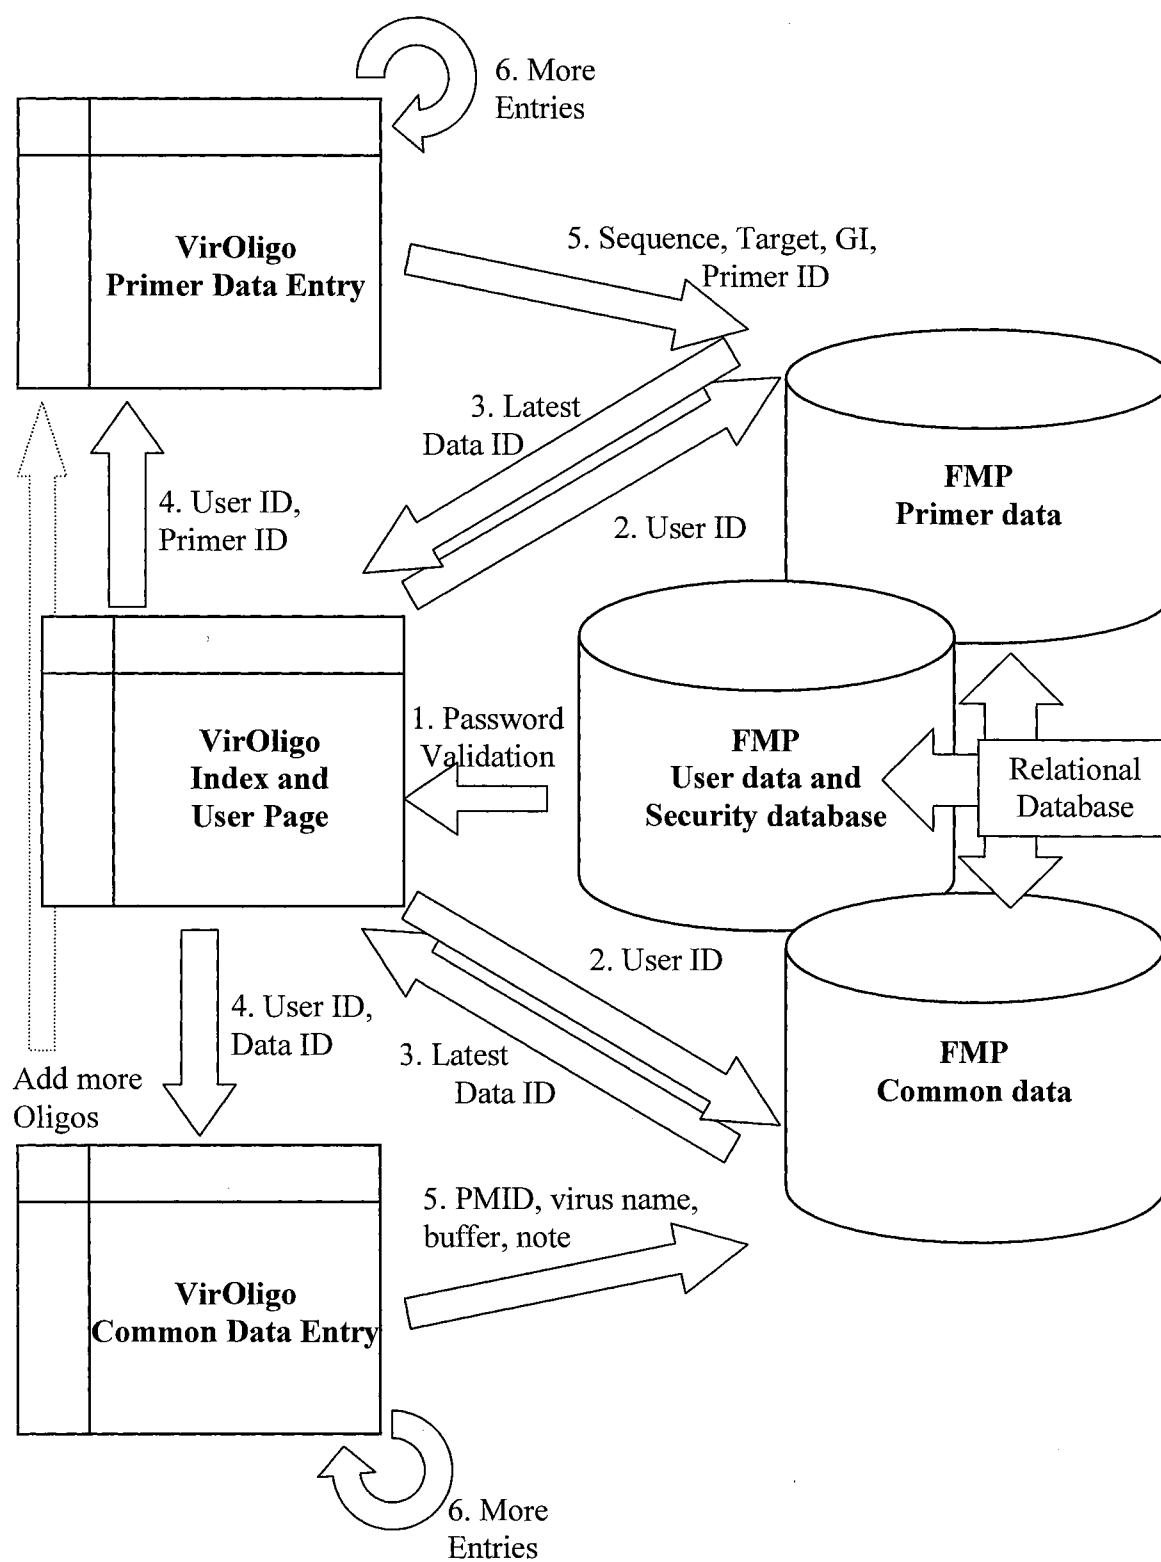 6. More
Entries
VirOligo
Primer Data Entry
5. Sequence, Target, GI,
Primer ID
3. Latest
Data ID
FMP
Primer data
4. User ID,
Primer ID
2. User ID
1. Password
Validation
VirOligo
Index and
User Page
FMP
User data and
Security database
Relational
Database
2. User ID
4. User ID,
Data ID
3. Latest
Data ID
FMP
Common data
Add more
Oligos
5. PMID, virus name,
buffer, note
VirOligo
Common Data Entry
6. More
Entries